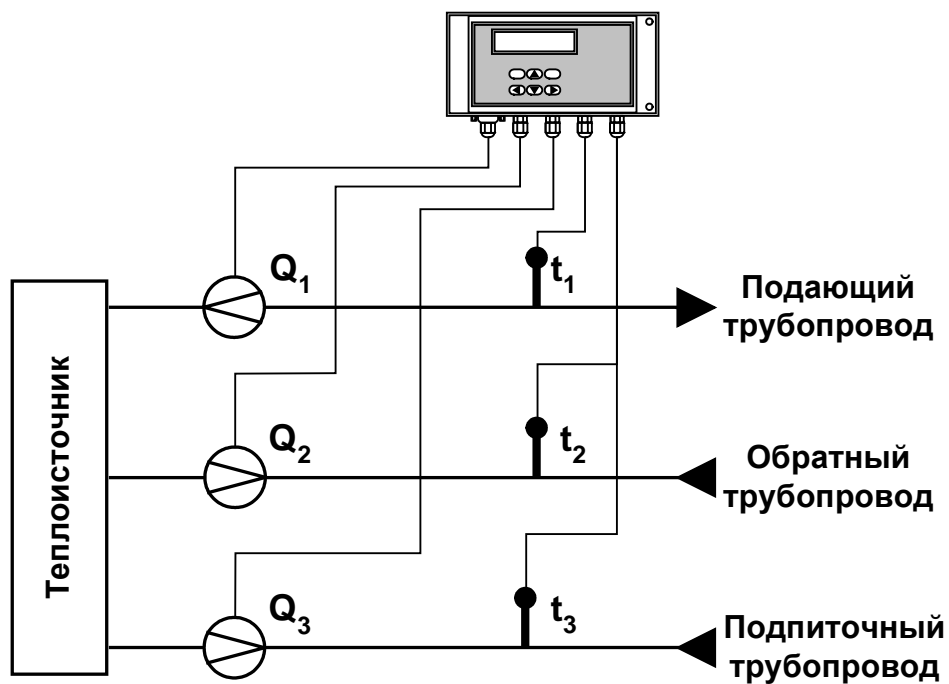 Q1
t1
Подающий
трубопровод
Теплоисточник
Q2
t2
Обратный
трубопровод
Q3
t3
Подпиточный
трубопровод